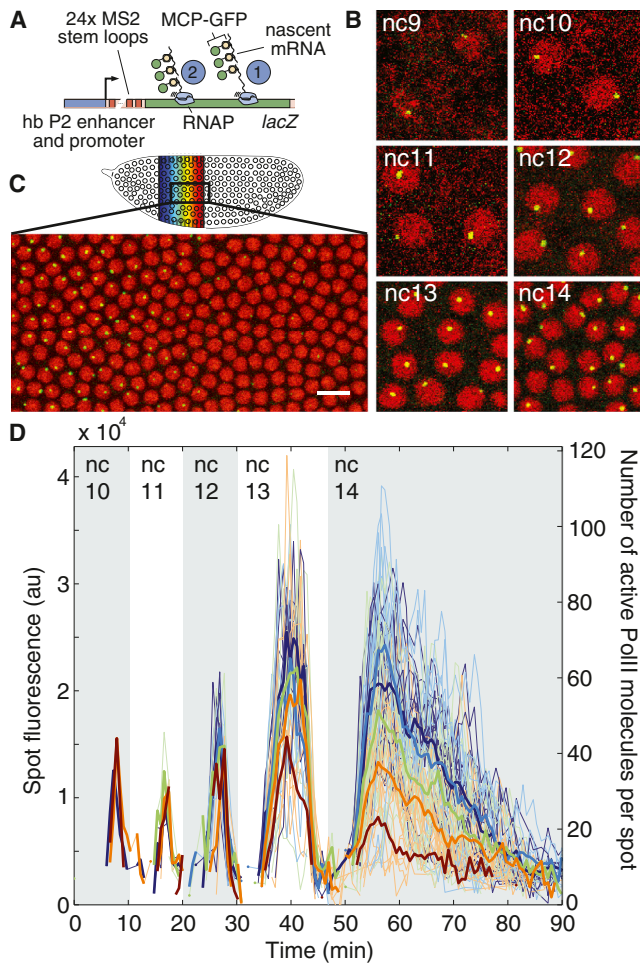 A
24x MS2
stem loops
MCP-GFP
nascent
mRNA
2
1
hb P2 enhancer
and promoter
RNAP
lacZ
B
nc9
nc10
nc11
nc12
nc13
nc14
C
D
x 10⁴
nc
10
nc
11
nc
12
nc
13
nc
14
4
3
2
1
0
Spot fluorescence (au)
120
100
80
60
40
20
0
Number of active PolII molecules per spot
0
10
20
30
40
50
60
70
80
90
Time (min)